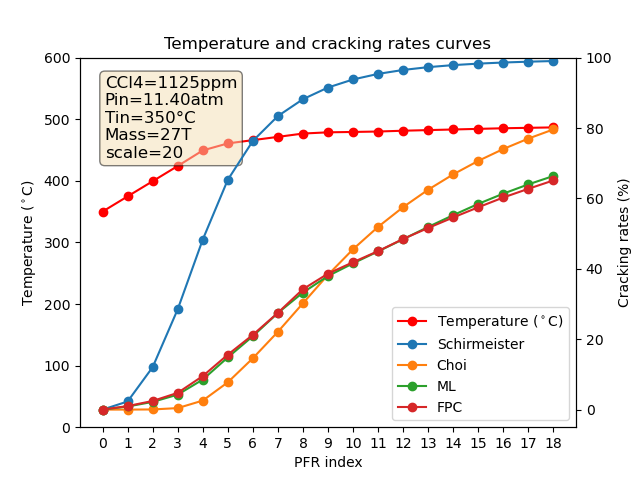 Temperature and cracking rates curves
CCl4=1125ppm
Pin=11.40atm
Tin=350°C
Mass=27T
scale=20
600
500
400
300
200
100
0
Temperature (°C)
100
80
60
40
20
0
Cracking rates (%)
Temperature (°C)
Schirmeister
Choi
ML
FPC
0 1 2 3 4 5 6 7 8 9 10 11 12 13 14 15 16 17 18
PFR index